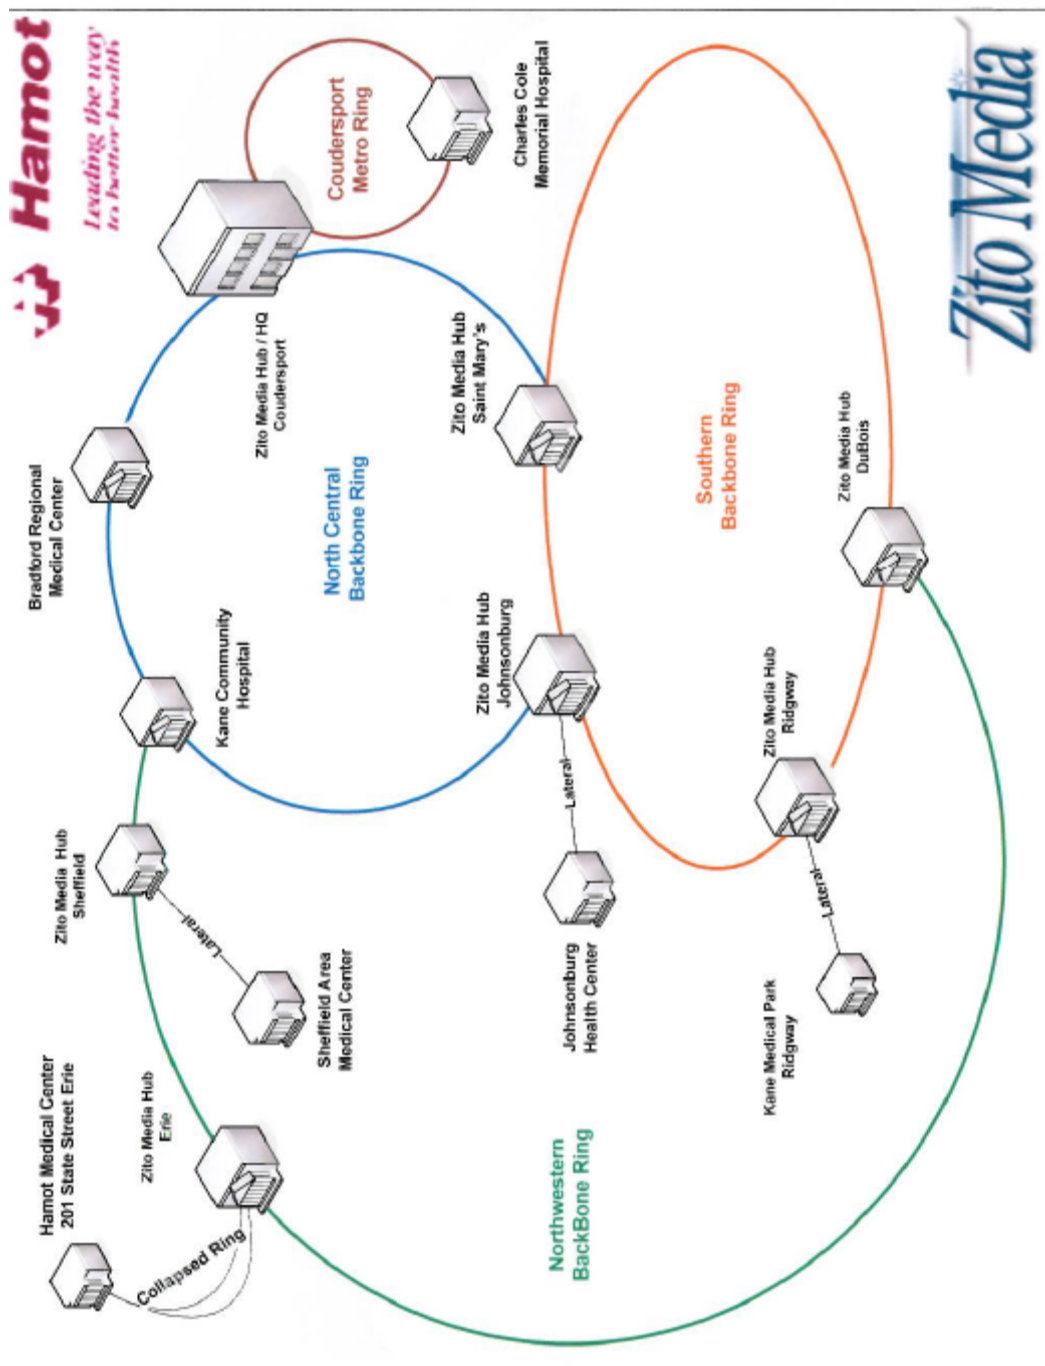 Hamot
Leading the way
to better health
Hamot Medical Center
201 State Street Erie
Collapsed Ring
Zito Media Hub
Erie
Zito Media Hub
Sheffield
Lateral
Sheffield Area
Medical Center
Kane Community
Hospital
Bradford Regional
Medical Center
Zito Media Hub / HQ
Coudersport
Coudersport
Metro Ring
Charles Cole
Memorial Hospital
North Central
Backbone Ring
Zito Media Hub
Saint Mary's
Zito Media Hub
Johnsonburg
Lateral
Johnsonburg
Health Center
Northwestern
BackBone Ring
Southern
Backbone Ring
Zito Media Hub
Ridgway
Lateral
Kane Medical Park
Ridgway
Zito Media Hub
DuBois
Zito Media